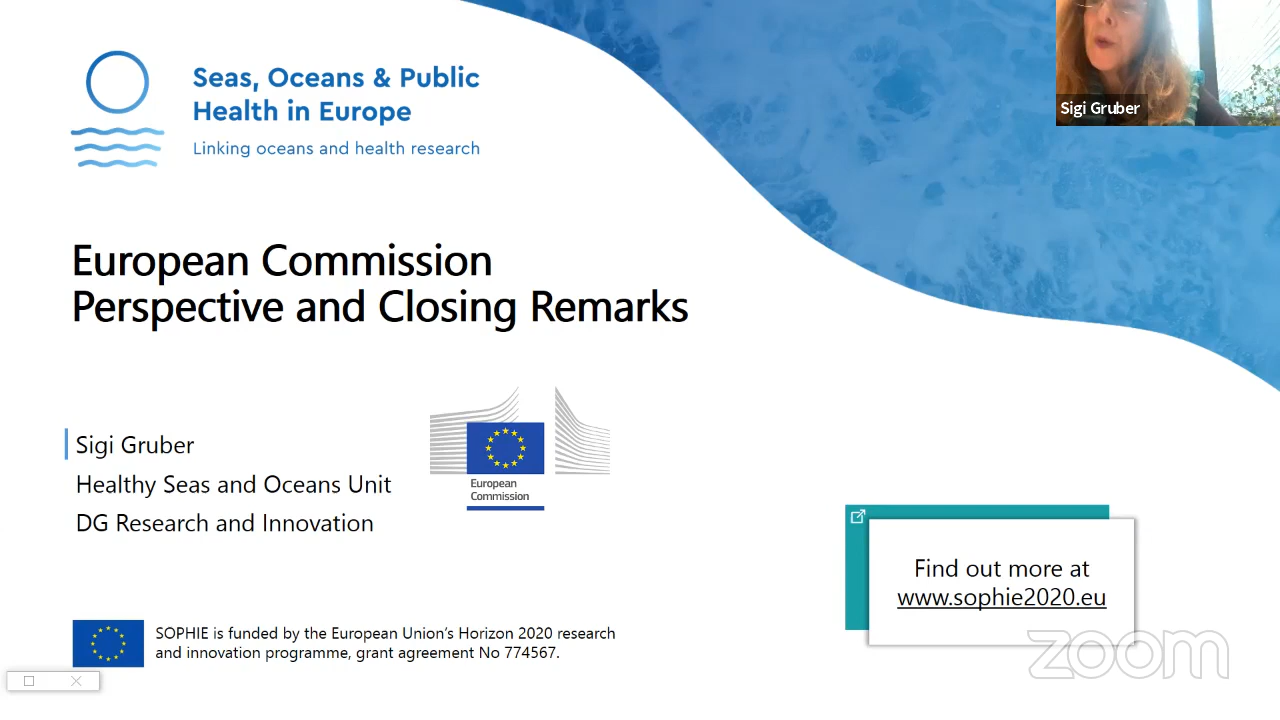 Seas, Oceans & Public
Health in Europe
Linking oceans and health research
Sigi Gruber
European Commission
Perspective and Closing Remarks
Sigi Gruber
Healthy Seas and Oceans Unit
DG Research and Innovation
European
Commission
Find out more at
www.sophie2020.eu
SOPHIE is funded by the European Union’s Horizon 2020 research
and innovation programme, grant agreement No 774567.
zoom